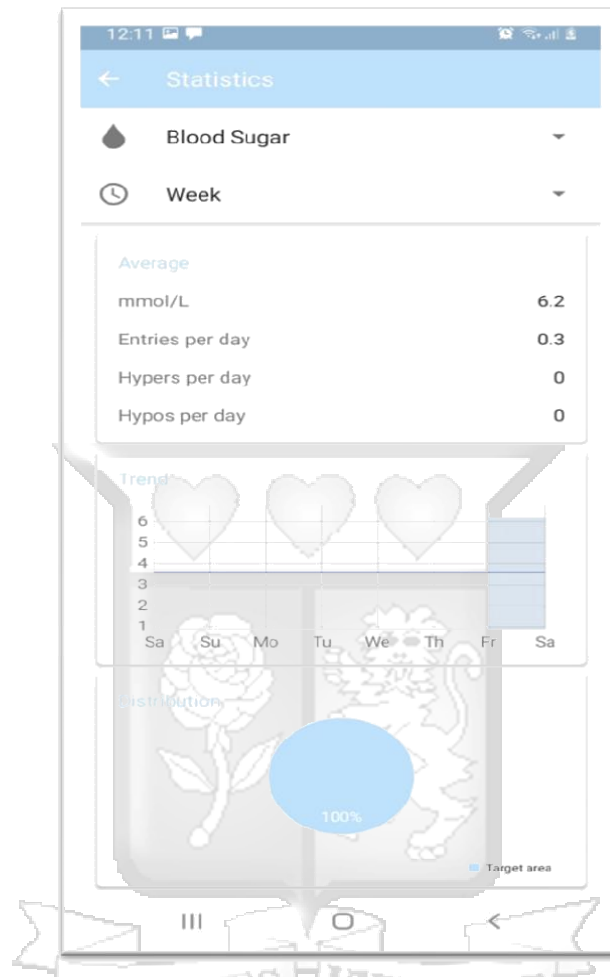 12:11
Statistics
Blood Sugar
Week
Average
mmol/L 6.2
Entries per day 0.3
Hypers per day 0
Hypos per day 0
Trend
6
5
4
3
2
1
Sa Su Mo Tu We Th Fr Sa
Distribution
100%
Target area